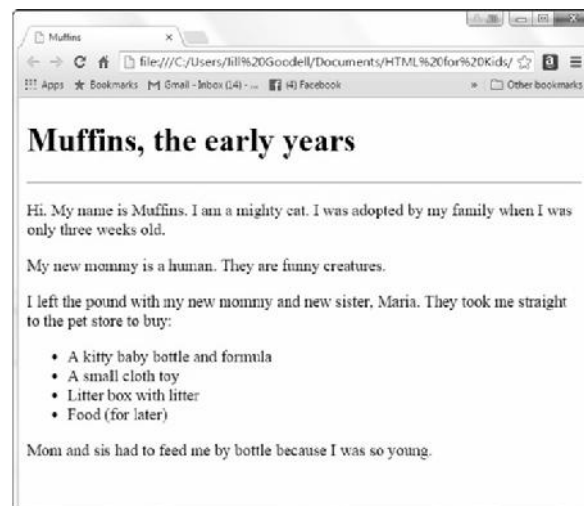 Muffins
file:///C:/Users/Jill%20Goodell/Documents/HTML%20for%20Kids/
Apps Bookmarks Gmail - Inbox (14) - ... (4) Facebook » Other bookmarks
Muffins, the early years
Hi. My name is Muffins. I am a mighty cat. I was adopted by my family when I was
only three weeks old.
My new mommy is a human. They are funny creatures.
I left the pound with my new mommy and new sister, Maria. They took me straight
to the pet store to buy:
• A kitty baby bottle and formula
• A small cloth toy
• Litter box with litter
• Food (for later)
Mom and sis had to feed me by bottle because I was so young.